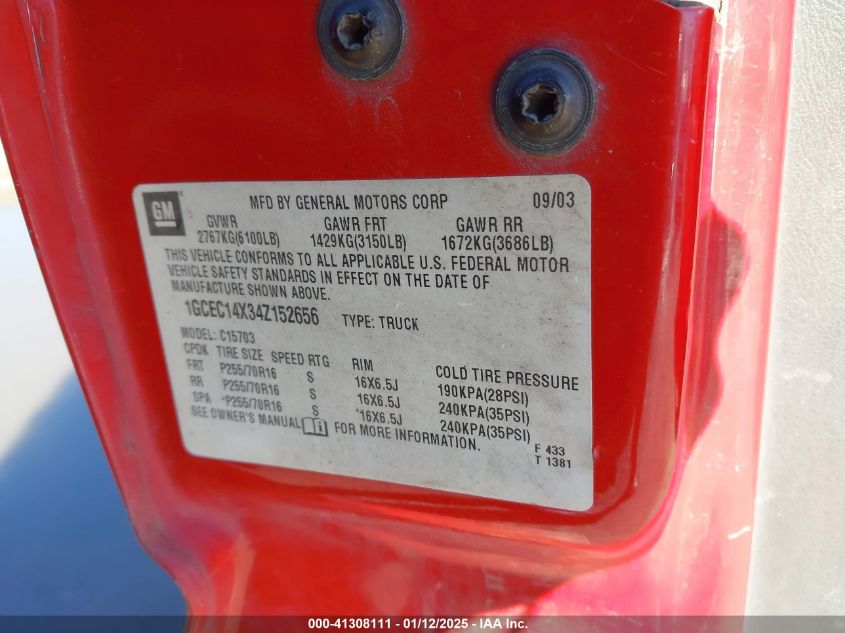 GM MFD BY GENERAL MOTORS CORP 09/03
GVWR GAWR FRT GAWR RR
2767KG(6100LB) 1429KG(3150LB) 1672KG(3686LB)
THIS VEHICLE CONFORMS TO ALL APPLICABLE U.S. FEDERAL MOTOR
VEHICLE SAFETY STANDARDS IN EFFECT ON THE DATE OF
MANUFACTURE SHOWN ABOVE.
1GCEC14X34Z152656 TYPE: TRUCK
MODEL: C15703
CPDK TIRE SIZE SPEED RTG RIM COLD TIRE PRESSURE
FRT P255/70R16 S 16X6.5J 190KPA(28PSI)
RR P255/70R16 S 16X6.5J 240KPA(35PSI)
SPA *P255/70R16 S *16X6.5J 240KPA(35PSI)
SEE OWNER'S MANUAL FOR MORE INFORMATION.
F 433
T 1381
000-41308111 — 01/12/2025 — IAA Inc.